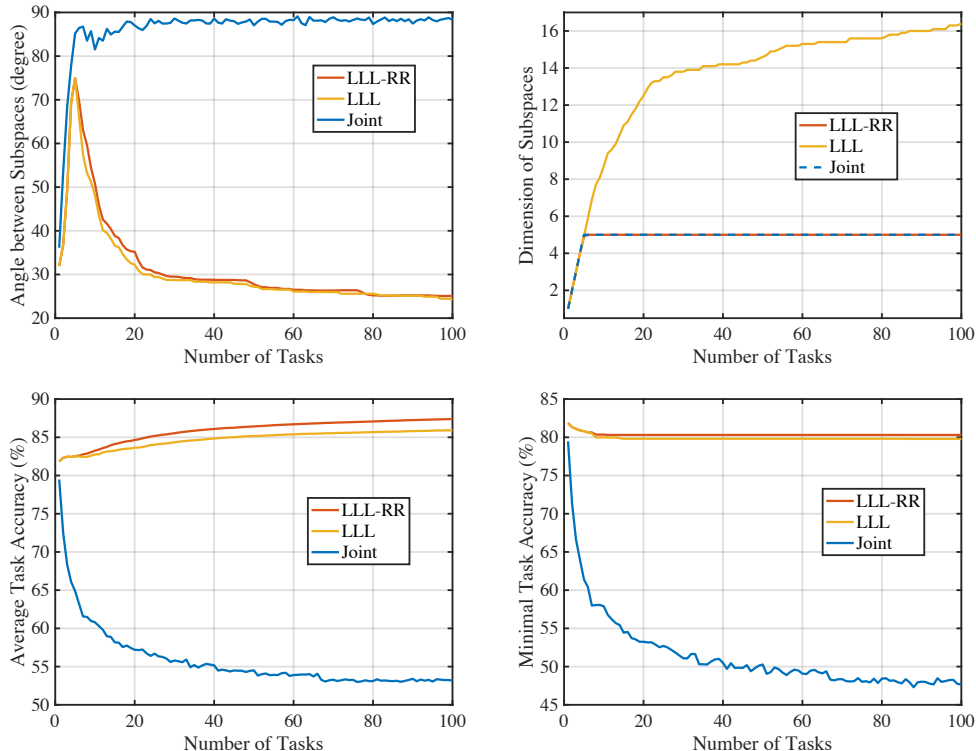 90
80
70
60
50
40
30
20
0 20 40 60 80 100
Angle between Subspaces (degree)
Number of Tasks
LLL-RR
LLL
Joint
16
14
12
10
8
6
4
2
0 20 40 60 80 100
Dimension of Subspaces
Number of Tasks
LLL-RR
LLL
Joint
90
85
80
75
70
65
60
55
50
0 20 40 60 80 100
Average Task Accuracy (%)
Number of Tasks
LLL-RR
LLL
Joint
85
80
75
70
65
60
55
50
45
0 20 40 60 80 100
Minimal Task Accuracy (%)
Number of Tasks
LLL-RR
LLL
Joint